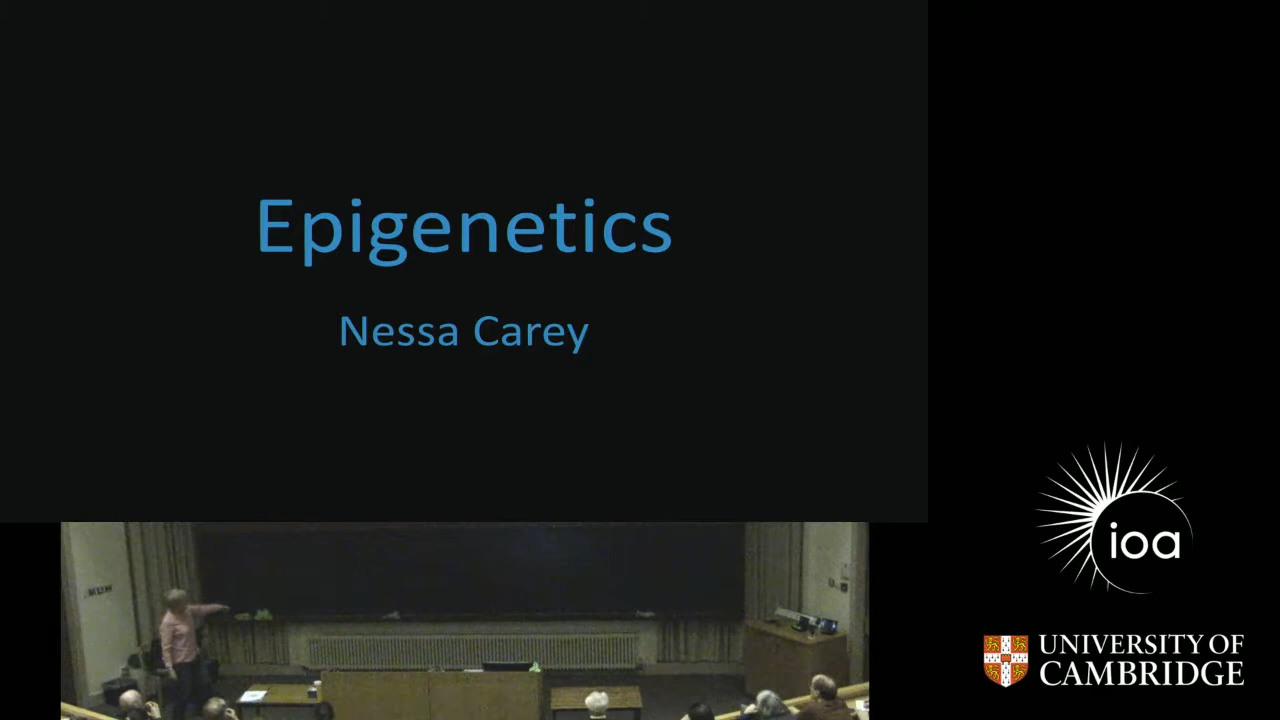 Epigenetics
Nessa Carey
ioa
UNIVERSITY OF
CAMBRIDGE